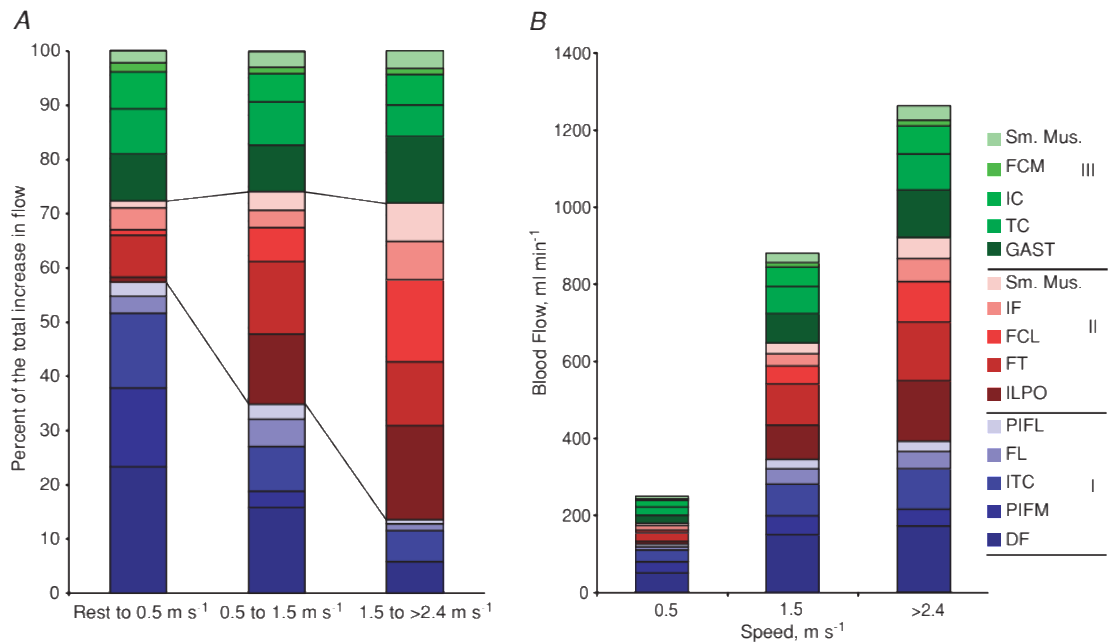 A
Percent of the total increase in flow
100
90
80
70
60
50
40
30
20
10
0
Rest to 0.5 m s⁻¹
0.5 to 1.5 m s⁻¹
1.5 to >2.4 m s⁻¹
B
Blood Flow, ml min⁻¹
1400
1200
1000
800
600
400
200
0
0.5
1.5
>2.4
Speed, m s⁻¹
Sm. Mus.
FCM
III
IC
TC
GAST
Sm. Mus.
IF
II
FCL
FT
ILPO
PIFL
FL
ITC
I
PIFM
DF